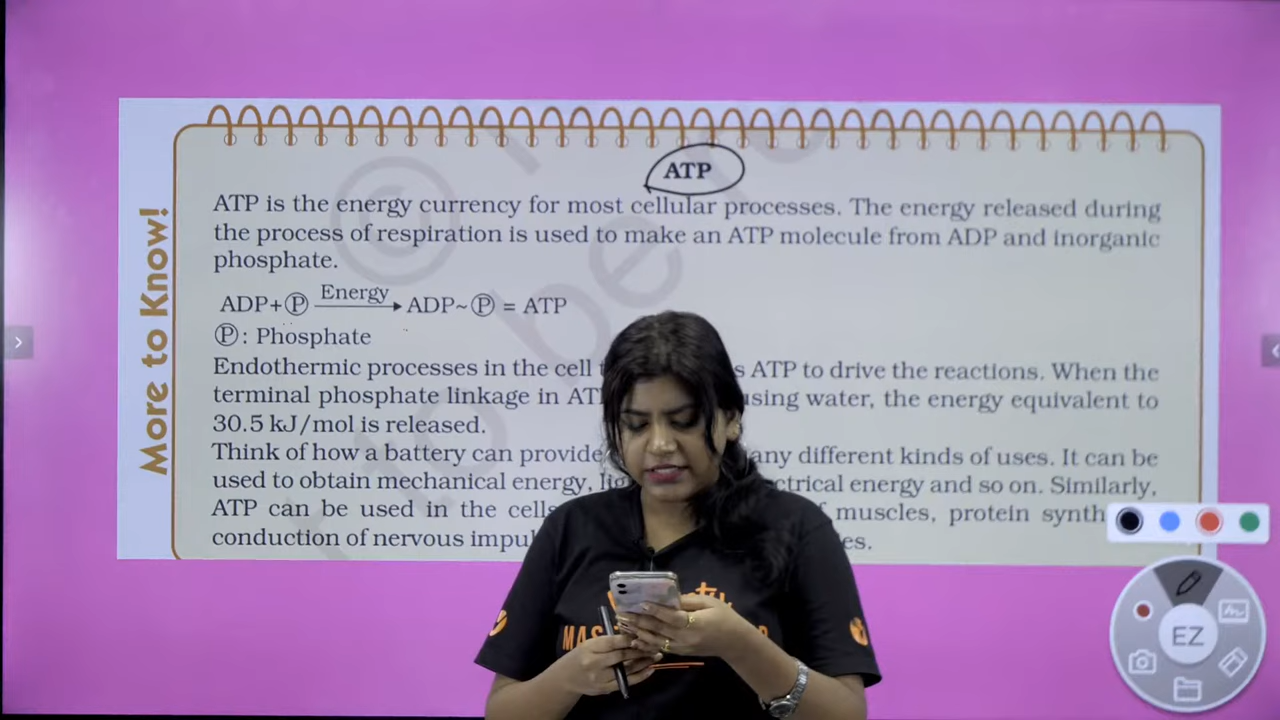 ATP
ATP is the energy currency for most cellular processes. The energy released during
the process of respiration is used to make an ATP molecule from ADP and inorganic
phosphate.
ADP+Ⓟ Energy ADP~Ⓟ = ATP
Ⓟ: Phosphate
Endothermic processes in the cell ATP to drive the reactions. When the
terminal phosphate linkage in using water, the energy equivalent to
30.5 kJ/mol is released.
Think of how a battery can provide many different kinds of uses. It can be
used to obtain mechanical energy, electrical energy and so on. Similarly,
ATP can be used in the cells muscles, protein
conduction of nervous
More to Know!
EZ